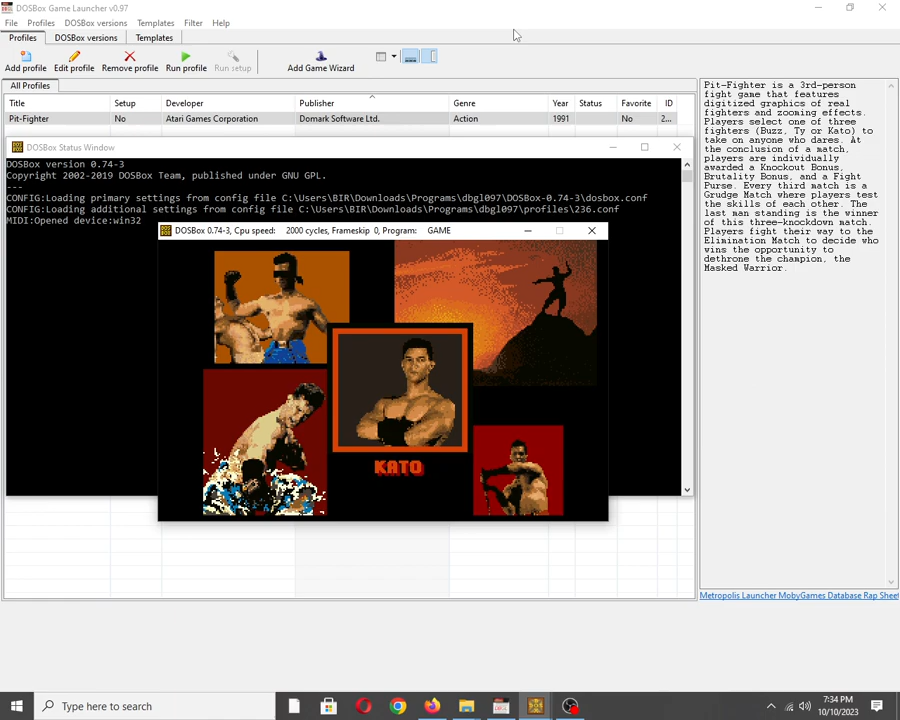 DOSBox Game Launcher v0.97
File Profiles DOSBox versions Templates Filter Help
Profiles DOSBox versions Templates
Add profile Edit profile Remove profile Run profile Run setup Add Game Wizard
All Profiles
Title Setup Developer Publisher Genre Year Status Favorite ID
Pit-Fighter No Atari Games Corporation Domark Software Ltd. Action 1991 No 2...
DOSBox Status Window
DOSBox version 0.74-3
Copyright 2002-2019 DOSBox Team, published under GNU GPL.
---
CONFIG:Loading primary settings from config file C:\Users\BIR\Downloads\Programs\dbgl097\DOSBox-0.74-3\dosbox.conf
CONFIG:Loading additional settings from config file C:\Users\BIR\Downloads\Programs\dbgl097\profiles\236.conf
MIDI:Opened device:win32
DOSBox 0.74-3, Cpu speed: 2000 cycles, Frameskip 0, Program: GAME
KATO
Pit-Fighter is a 3rd-person
fight game that features
digitized graphics of real
fighters and zooming effects.
Players select one of three
fighters (Buzz, Ty or Kato) to
take on anyone who dares. At
the conclusion of a match,
players are individually
awarded a Knockout Bonus,
Brutality Bonus, and a Fight
Purse. Every third match is a
Grudge Match where players test
the skills of each other. The
last man standing is the winner
of this three-knockdown match.
Players fight their way to the
Elimination Match to decide who
wins the opportunity to
dethrone the champion, the
Masked Warrior.
Metropolis Launcher MobyGames Database Rap Sheet
Type here to search
7:34 PM
10/10/2023